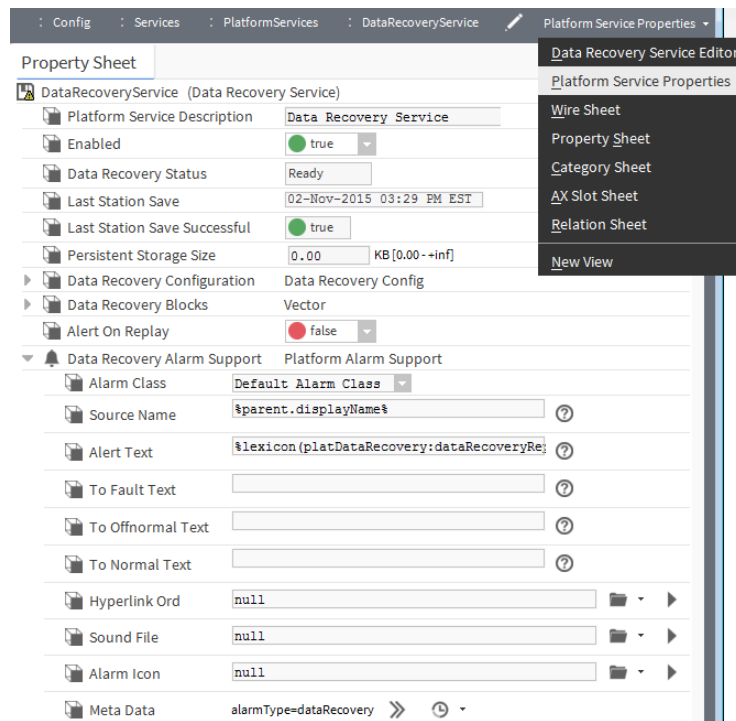 : Config : Services : PlatformServices : DataRecoveryService Platform Service Properties
Data Recovery Service Editor
Platform Service Properties
Wire Sheet
Property Sheet
Category Sheet
AX Slot Sheet
Relation Sheet
New View
Property Sheet
DataRecoveryService (Data Recovery Service)
Platform Service Description Data Recovery Service
Enabled true
Data Recovery Status Ready
Last Station Save 02-Nov-2015 03:29 PM EST
Last Station Save Successful true
Persistent Storage Size 0.00 KB [0.00 - +inf]
Data Recovery Configuration Data Recovery Config
Data Recovery Blocks Vector
Alert On Replay false
Data Recovery Alarm Support Platform Alarm Support
Alarm Class Default Alarm Class
Source Name %parent.displayName%
Alert Text %lexicon(platDataRecovery:dataRecoveryRep
To Fault Text
To Offnormal Text
To Normal Text
Hyperlink Ord null
Sound File null
Alarm Icon null
Meta Data alarmType=dataRecovery